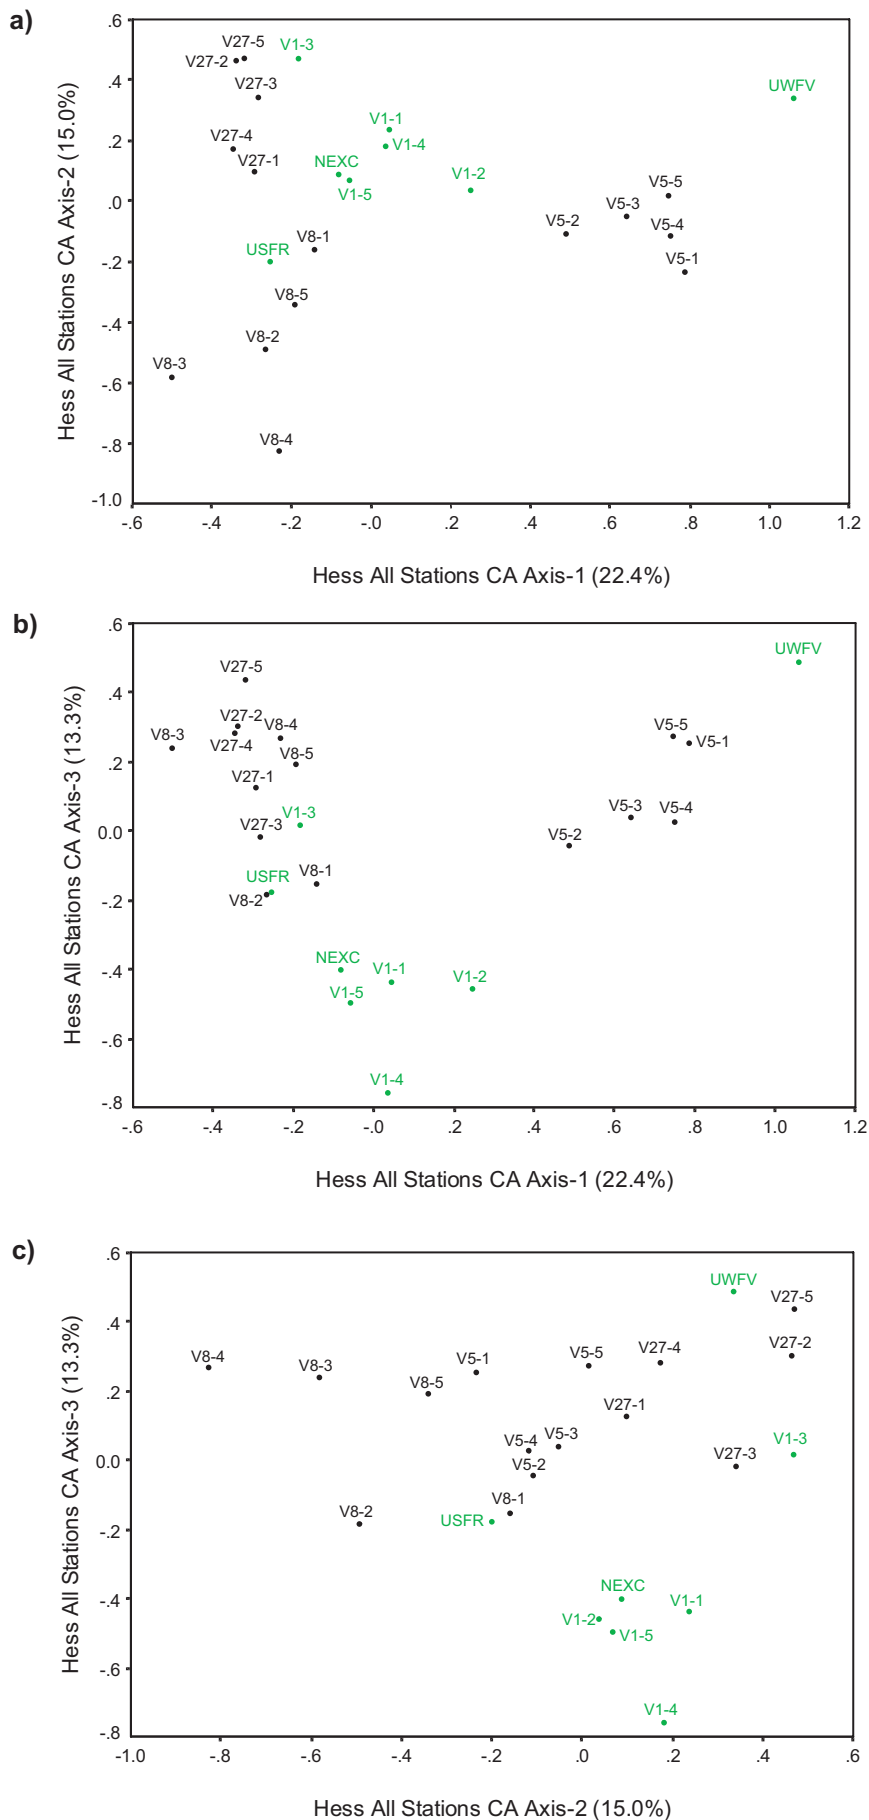 a)
.6
.4
.2
.0
-.2
-.4
-.6
-.8
-1.0
Hess All Stations CA Axis-2 (15.0%)
V27-5
V1-3
V27-2
V27-3
UWFV
V1-1
V27-4
V1-4
V27-1
NEXC
V1-2
V5-5
V1-5
V5-3
V5-2
V5-4
V8-1
USFR
V5-1
V8-5
V8-2
V8-3
V8-4
-.6
-.4
-.2
-.0
.2
.4
.6
.8
1.0
1.2
Hess All Stations CA Axis-1 (22.4%)
b)
.6
.4
.2
0.0
-.2
-.4
-.6
-.8
Hess All Stations CA Axis-3 (13.3%)
UWFV
V27-5
V27-2
V8-4
V5-5
V8-3
V27-4
V5-1
V8-5
V27-1
V1-3
V5-3
V5-4
V27-3
V5-2
USFR
V8-1
V8-2
NEXC
V1-1
V1-2
V1-5
V1-4
-.6
-.4
-.2
-.0
.2
.4
.6
.8
1.0
1.2
Hess All Stations CA Axis-1 (22.4%)
c)
.6
.4
.2
0.0
-.2
-.4
-.6
-.8
Hess All Stations CA Axis-3 (13.3%)
UWFV
V27-5
V27-2
V8-4
V8-3
V5-1
V5-5
V27-4
V8-5
V27-1
V5-4
V5-3
V1-3
V27-3
V5-2
V8-1
V8-2
USFR
NEXC
V1-1
V1-2
V1-5
V1-4
-1.0
-.8
-.6
-.4
-.2
.0
.2
.4
.6
Hess All Stations CA Axis-2 (15.0%)